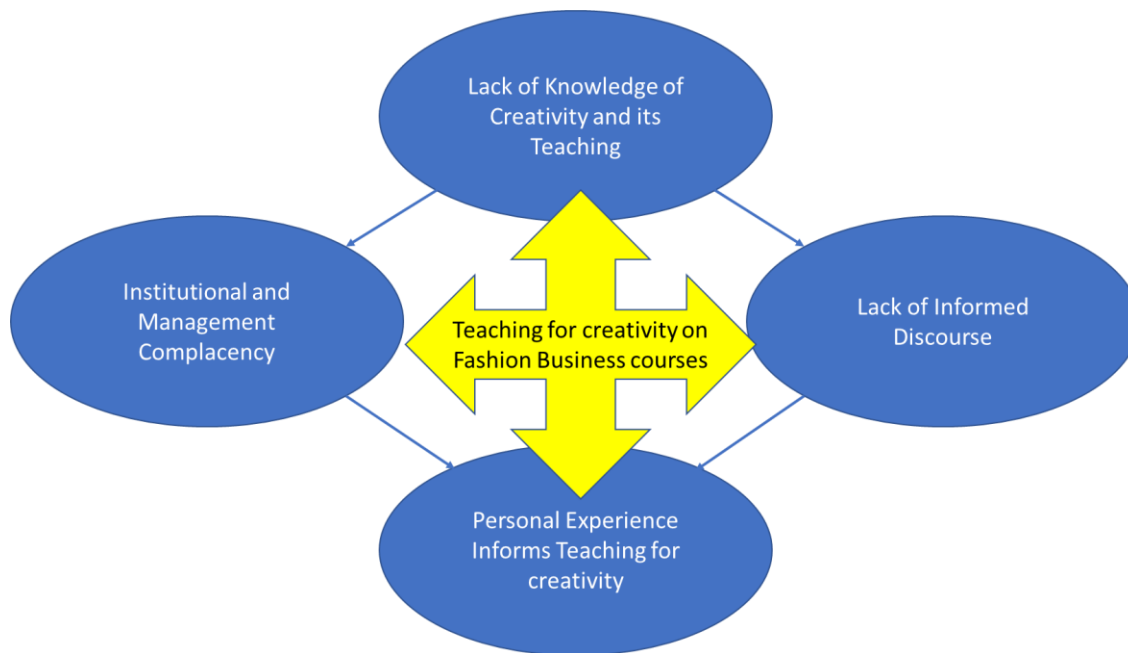 Lack of Knowledge of
Creativity and its
Teaching
Institutional and
Management
Complacency
Teaching for creativity on
Fashion Business courses
Lack of Informed
Discourse
Personal Experience
Informs Teaching for
creativity